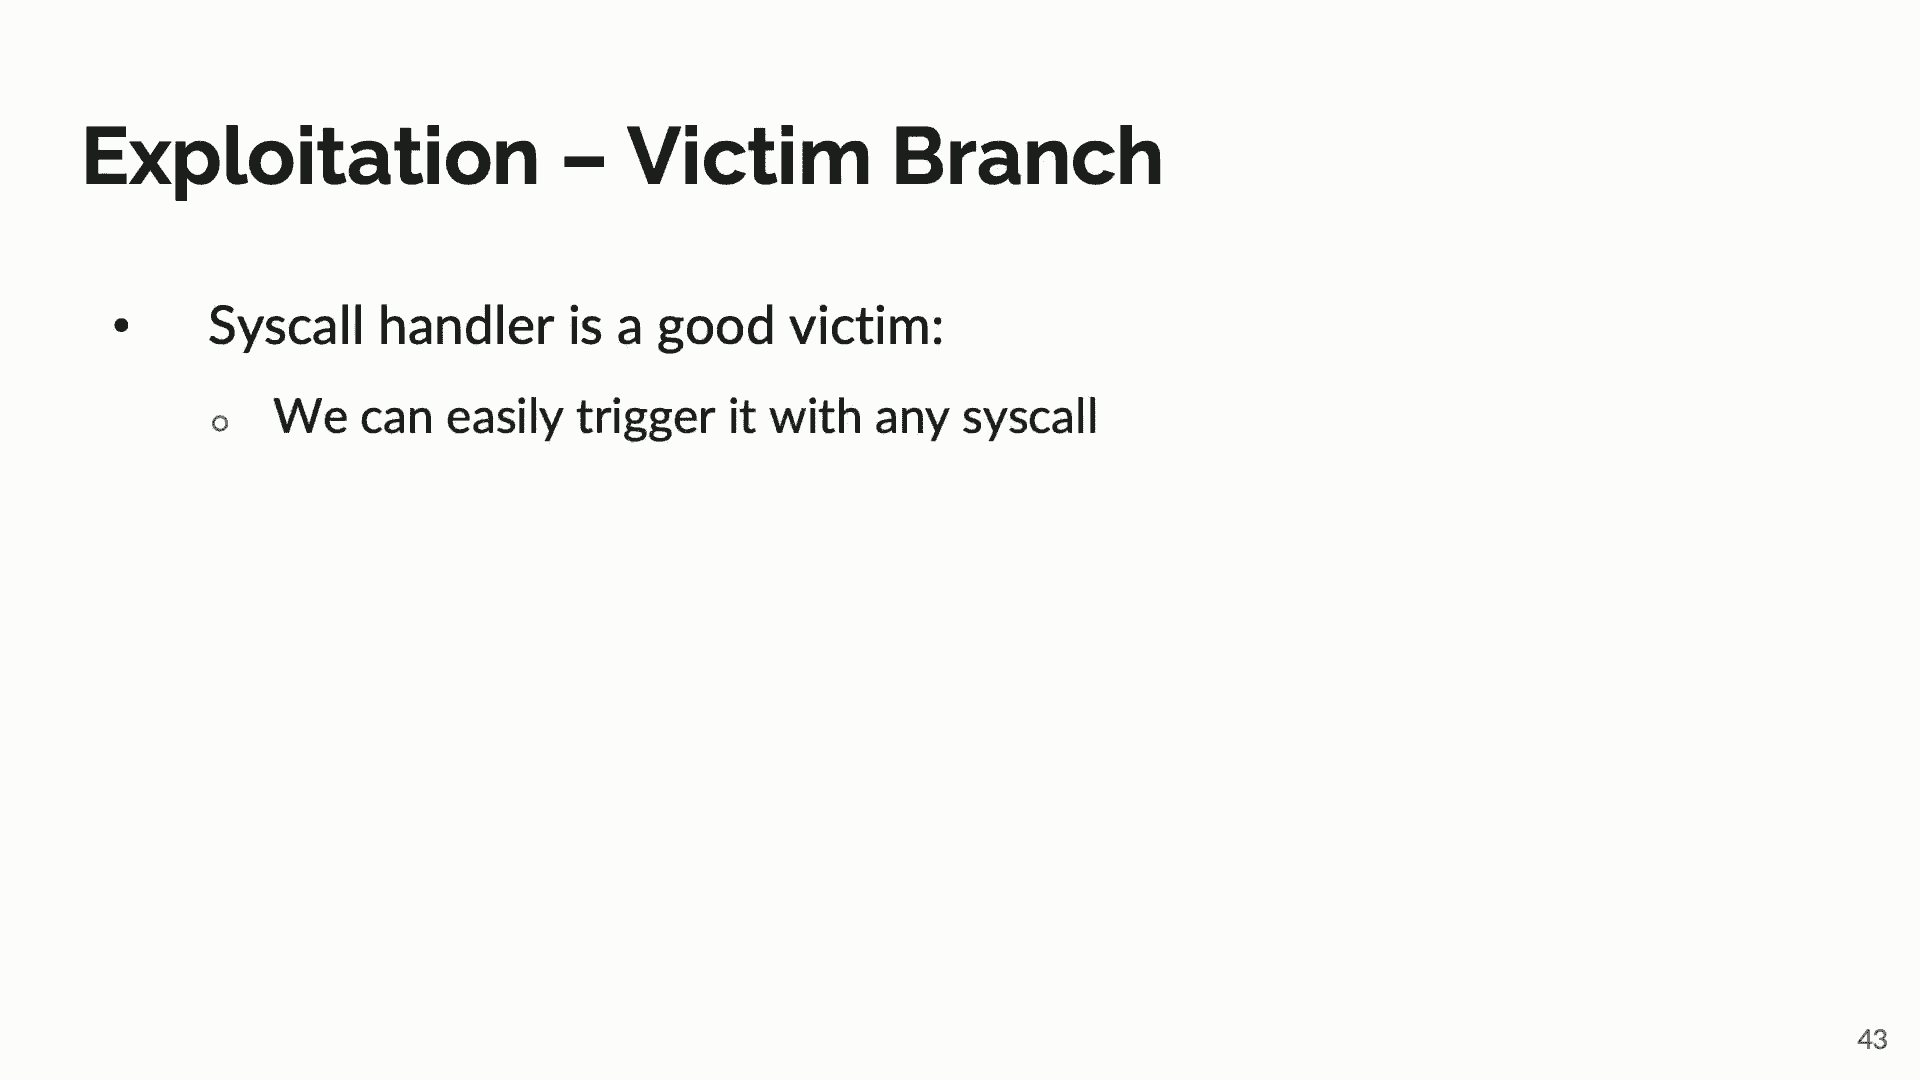 Exploitation – Victim Branch
• Syscall handler is a good victim:
○ We can easily trigger it with any syscall
43